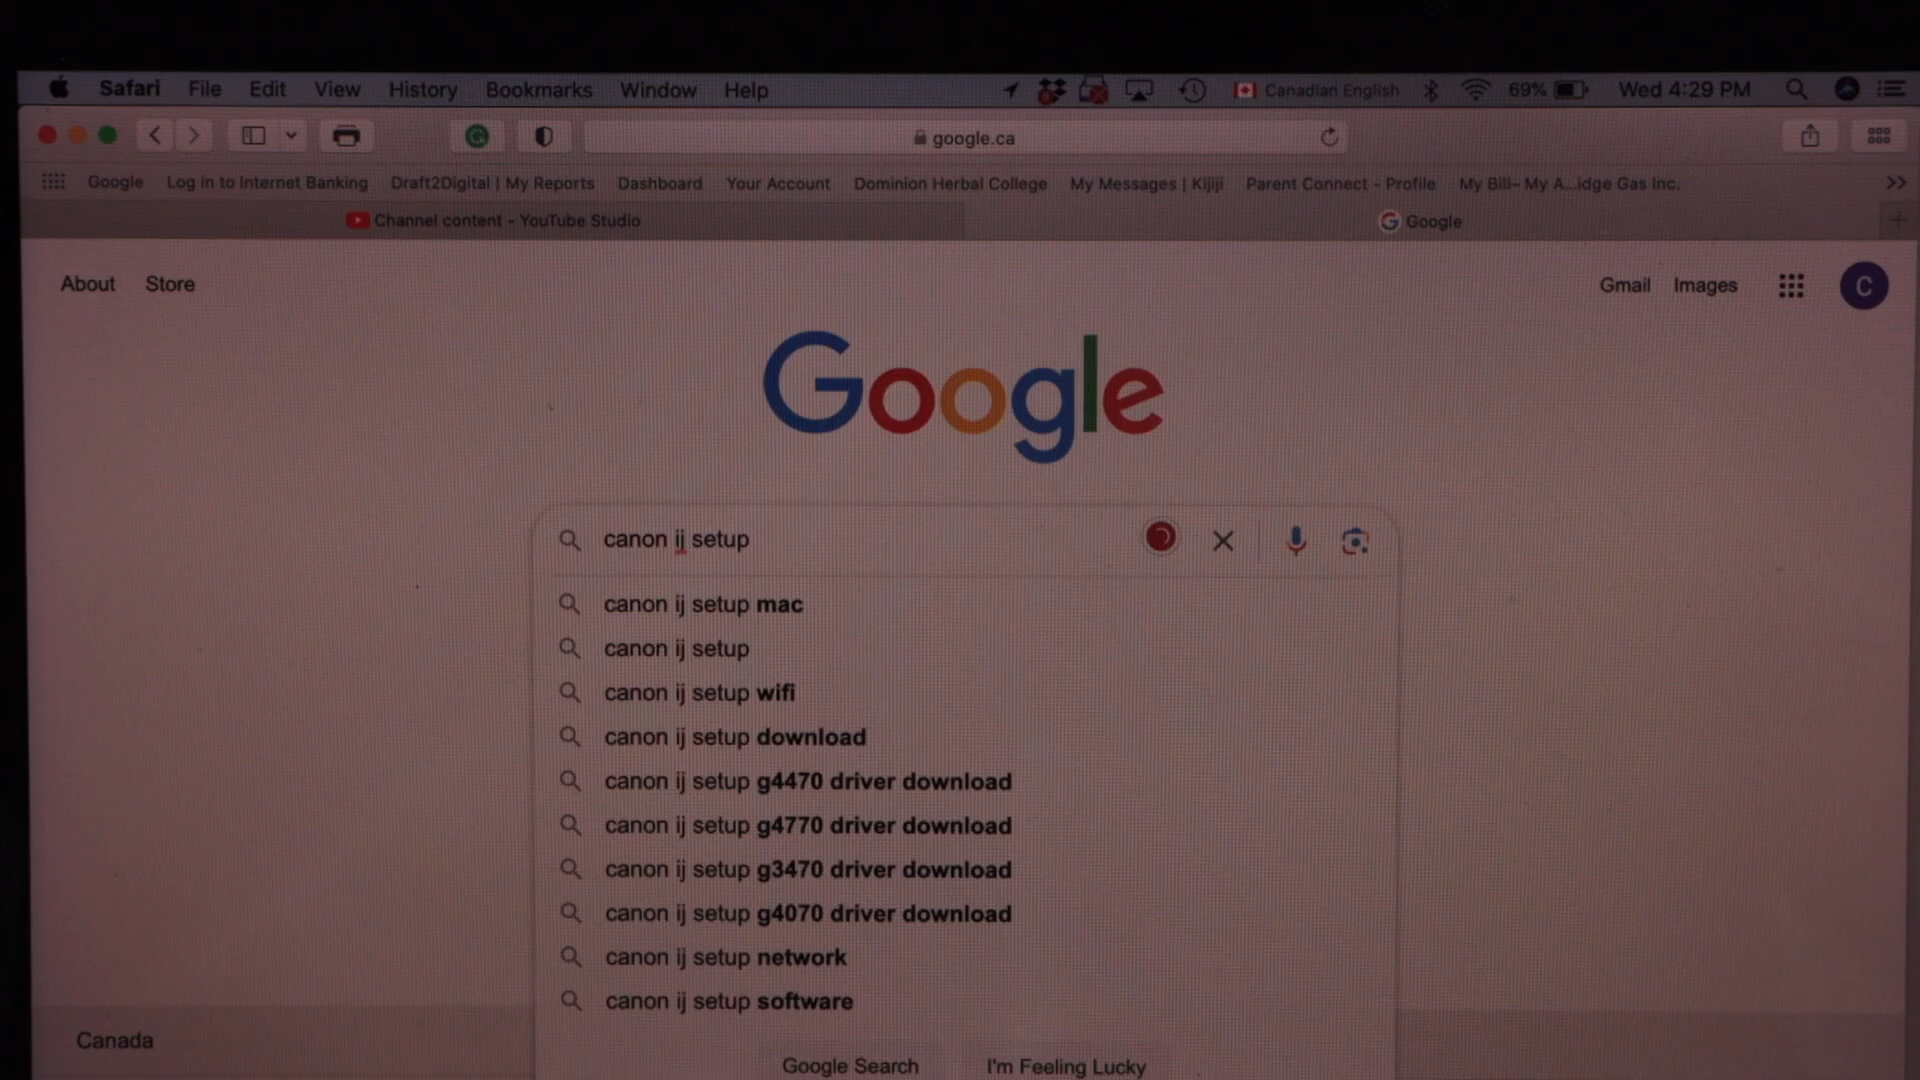 Safari File Edit View History Bookmarks Window Help Canadian English 69% Wed 4:29 PM
google.ca
Google Log in to Internet Banking Draft2Digital | My Reports Dashboard Your Account Dominion Herbal College My Messages | Kijiji Parent Connect - Profile My Bill– My A...idge Gas Inc. >>
Channel content - YouTube Studio Google
About Store Gmail Images C
Google
canon ij setup
canon ij setup mac
canon ij setup
canon ij setup wifi
canon ij setup download
canon ij setup g4470 driver download
canon ij setup g4770 driver download
canon ij setup g3470 driver download
canon ij setup g4070 driver download
canon ij setup network
canon ij setup software
Canada
Google Search I'm Feeling Lucky